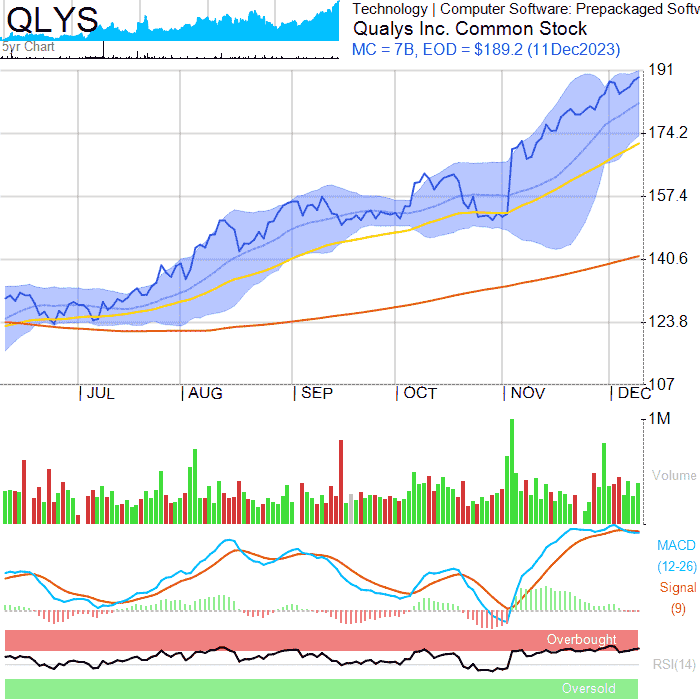 QLYS
5yr Chart
Technology | Computer Software: Prepackaged Softw
Qualys Inc. Common Stock
MC = 7B, EOD = $189.2 (11Dec2023)
191
174.2
157.4
140.6
123.8
107
JUL
AUG
SEP
OCT
NOV
DEC
1M
Volume
MACD
(12-26)
Signal
(9)
Overbought
RSI(14)
Oversold